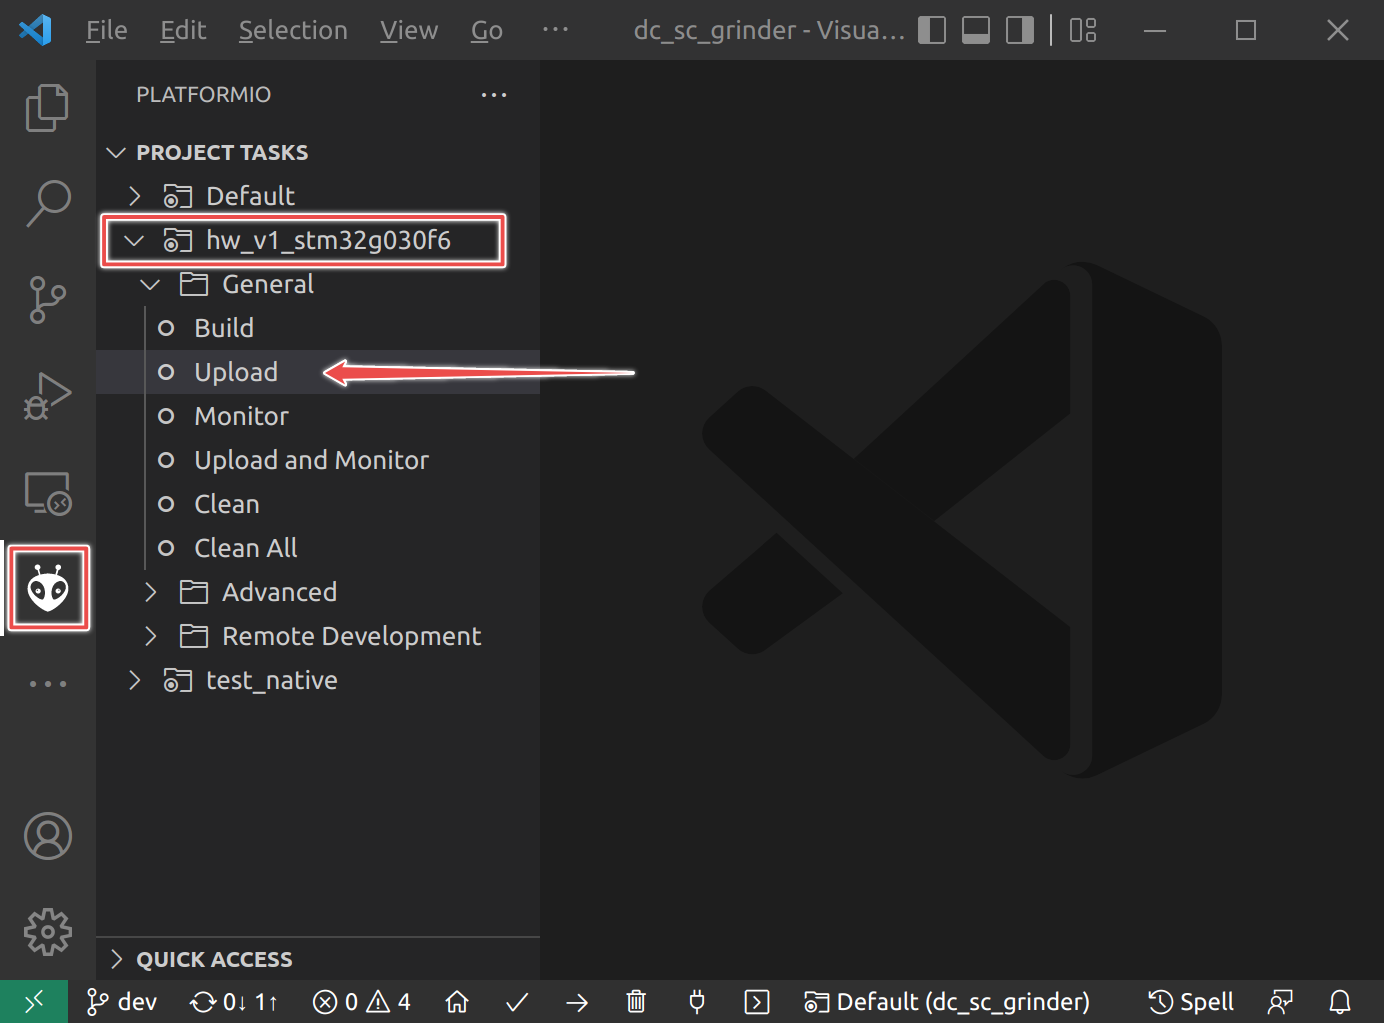 File Edit Selection View Go ··· dc_sc_grinder - Visua...
PLATFORMIO ···
PROJECT TASKS
Default
hw_v1_stm32g030f6
General
Build
Upload
Monitor
Upload and Monitor
Clean
Clean All
Advanced
Remote Development
test_native
QUICK ACCESS
dev 0↓ 1↑ 0 4 Default (dc_sc_grinder) Spell